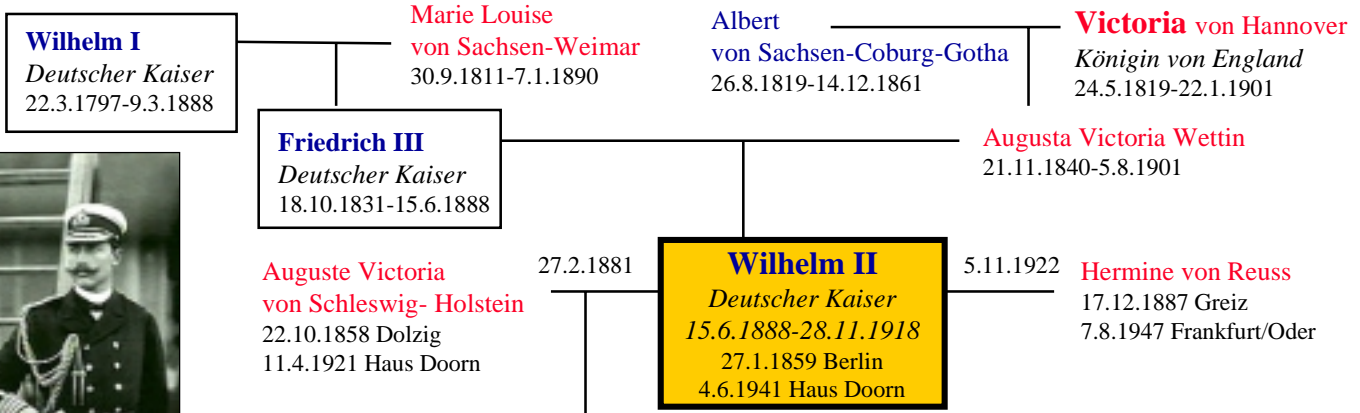 Wilhelm I
Deutscher Kaiser
22.3.1797-9.3.1888
Marie Louise
von Sachsen-Weimar
30.9.1811-7.1.1890
Albert
von Sachsen-Coburg-Gotha
26.8.1819-14.12.1861
Victoria von Hannover
Königin von England
24.5.1819-22.1.1901
Friedrich III
Deutscher Kaiser
18.10.1831-15.6.1888
Augusta Victoria Wettin
21.11.1840-5.8.1901
Auguste Victoria
von Schleswig- Holstein
22.10.1858 Dolzig
11.4.1921 Haus Doorn
27.2.1881
Wilhelm II
Deutscher Kaiser
15.6.1888-28.11.1918
27.1.1859 Berlin
4.6.1941 Haus Doorn
5.11.1922
Hermine von Reuss
17.12.1887 Greiz
7.8.1947 Frankfurt/Oder